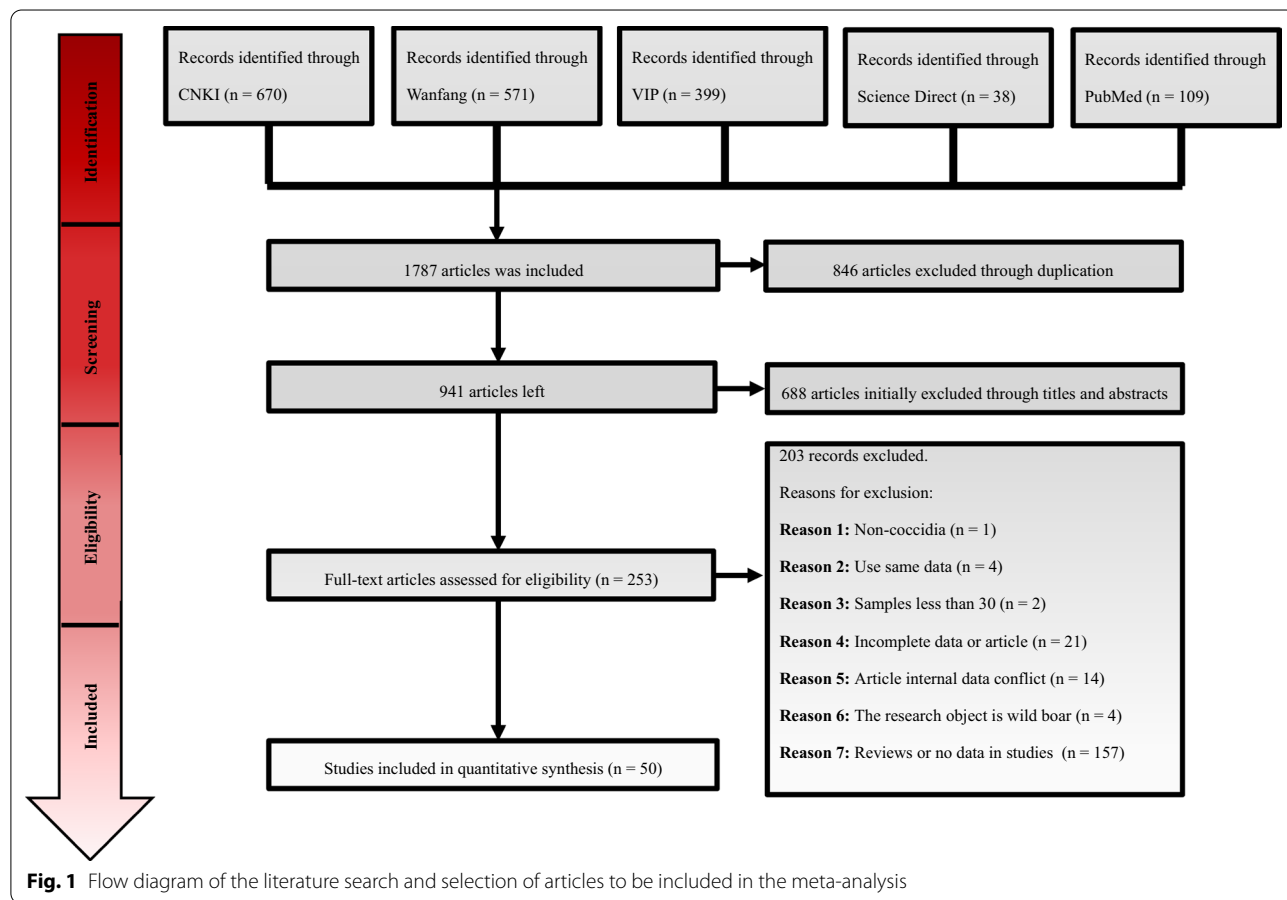 Identification
Records identified through
CNKI (n = 670)
Records identified through
Wanfang (n = 571)
Records identified through
VIP (n = 399)
Records identified through
Science Direct (n = 38)
Records identified through
PubMed (n = 109)
Screening
1787 articles was included
846 articles excluded through duplication
941 articles left
688 articles initially excluded through titles and abstracts
Eligibility
Full-text articles assessed for eligibility (n = 253)
203 records excluded.
Reasons for exclusion:
Reason 1: Non-coccidia (n = 1)
Reason 2: Use same data (n = 4)
Reason 3: Samples less than 30 (n = 2)
Reason 4: Incomplete data or article (n = 21)
Reason 5: Article internal data conflict (n = 14)
Reason 6: The research object is wild boar (n = 4)
Reason 7: Reviews or no data in studies (n = 157)
Included
Studies included in quantitative synthesis (n = 50)
Fig. 1 Flow diagram of the literature search and selection of articles to be included in the meta-analysis